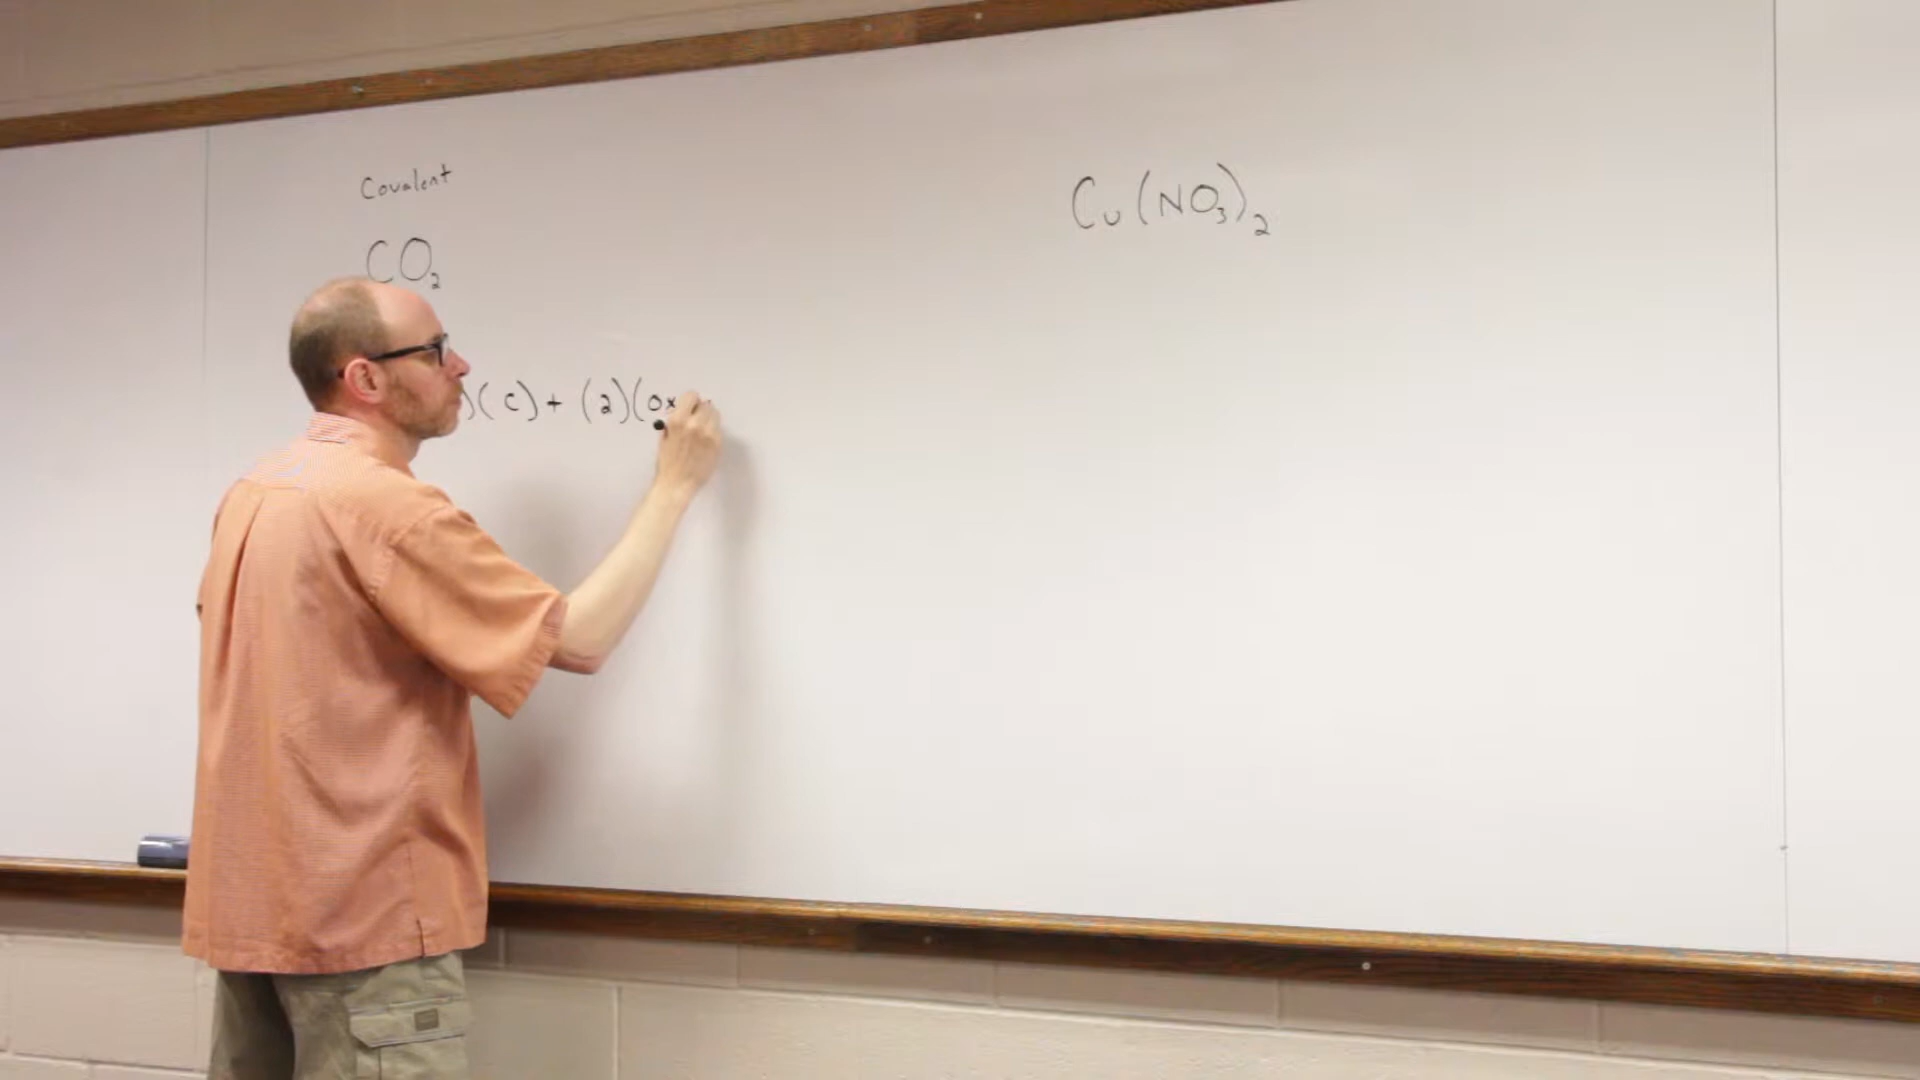 Covalent
CO₂
)(C) + (2)(Ox
Cu(NO₃)₂